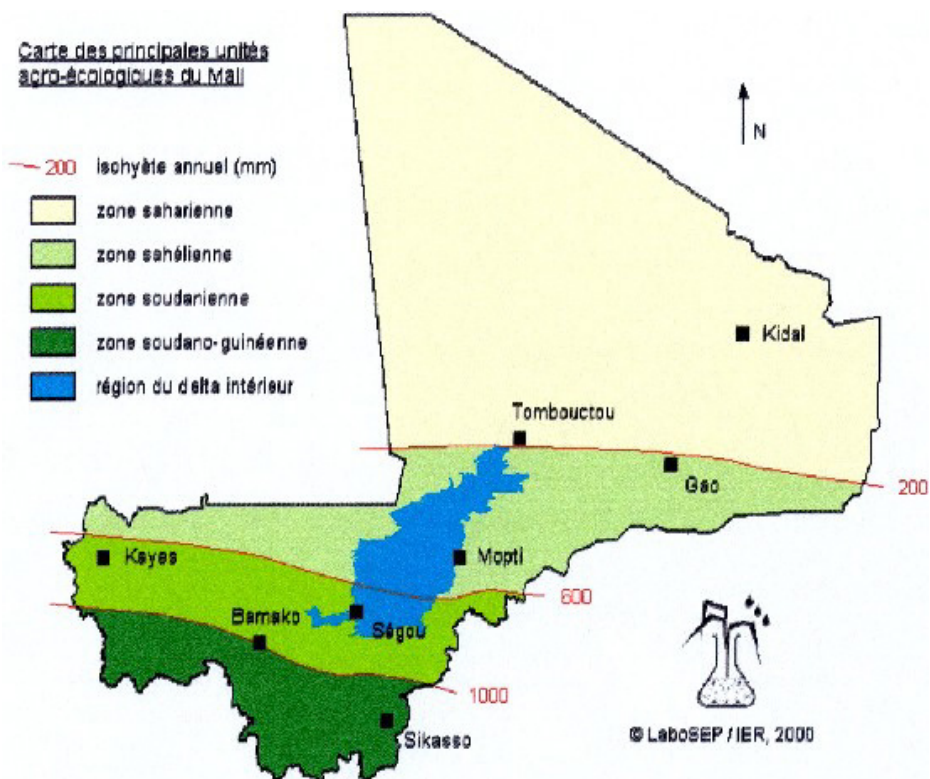 Carte des principales unités
agro-écologiques du Mali
N
200 isohyète annuel (mm)
zone saharienne
zone sahélienne
zone soudanienne
zone soudano-guinéenne
région du delta intérieur
Kidal
Tombouctou
Gao
200
Kayes
Mopti
600
Bamako
Ségou
1000
Sikasso
© LaboSEP / IER, 2000